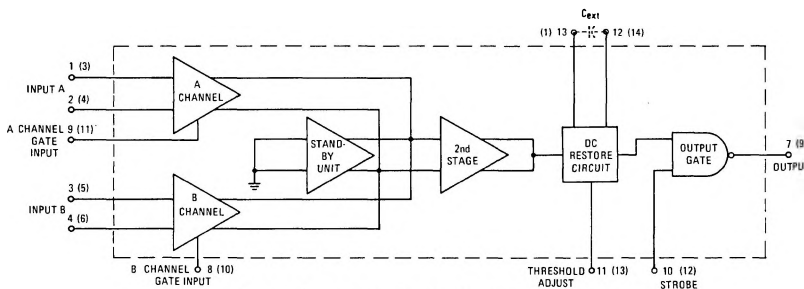 Cext
(1) 13
12 (14)
1 (3)
INPUT A
2 (4)
A CHANNEL
9 (11)
GATE
INPUT
A
CHANNEL
STAND-
BY
UNIT
2nd
STAGE
DC
RESTORE
CIRCUIT
OUTPUT
GATE
7 (9
OUTPU
3 (5)
INPUT B
4 (6)
B
CHANNEL
B CHANNEL
GATE INPUT
8 (10)
THRESHOLD
ADJUST
11 (13)
10 (12)
STROBE